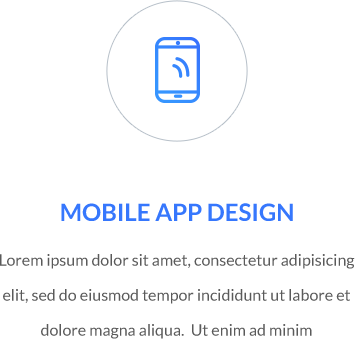 MOBILE APP DESIGN
Lorem ipsum dolor sit amet, consectetur adipisicing
elit, sed do eiusmod tempor incididunt ut labore et
dolore magna aliqua.  Ut enim ad minim